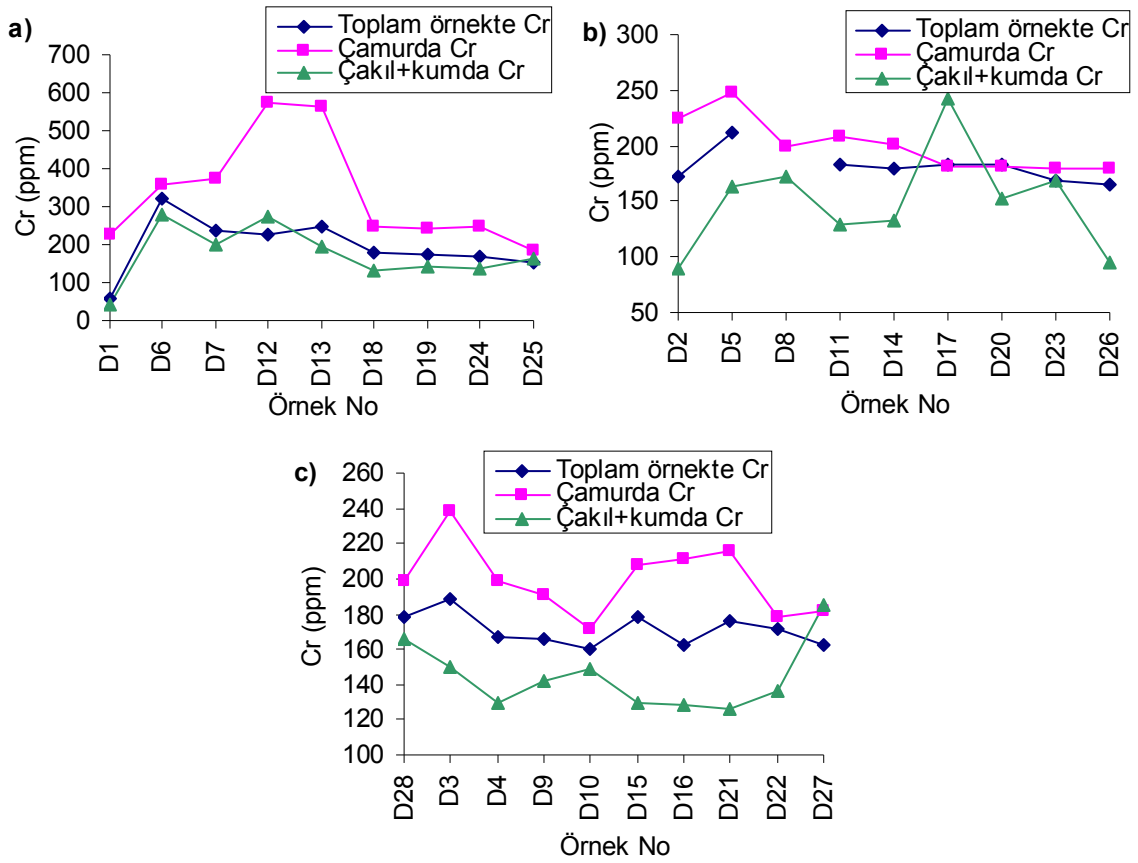 a)
Toplam örnekte Cr
Çamurda Cr
Çakıl+kumda Cr
700
600
500
400
300
200
100
0
Cr (ppm)
D1 D6 D7 D12 D13 D18 D19 D24 D25
Örnek No
b)
Toplam örnekte Cr
Çamurda Cr
Çakıl+kumda Cr
300
250
200
150
100
50
Cr (ppm)
D2 D5 D8 D11 D14 D17 D20 D23 D26
Örnek No
c)
Toplam örnekte Cr
Çamurda Cr
Çakıl+kumda Cr
260
240
220
200
180
160
140
120
100
Cr (ppm)
D28 D3 D4 D9 D10 D15 D16 D21 D22 D27
Örnek No